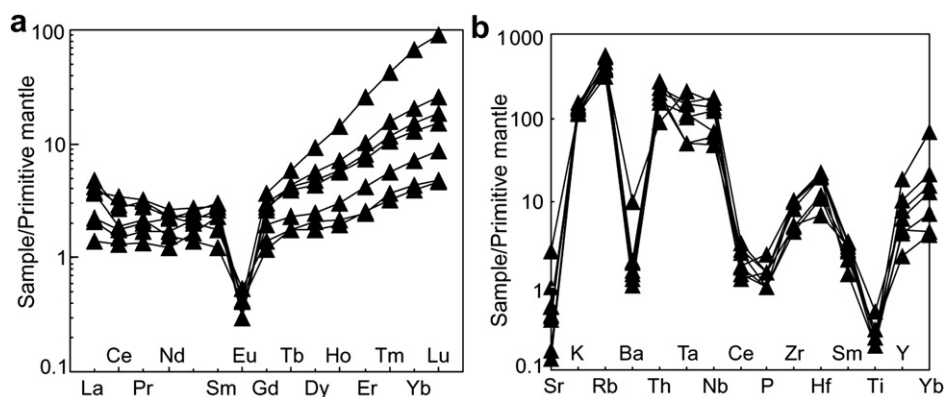 a
Sample/Primitive mantle
100
10
1
0.1
Ce Nd Eu Tb Ho Tm Lu
La Pr Sm Gd Dy Er Yb
b
Sample/Primitive mantle
1000
100
10
1
0.1
K Ba Ta Ce Zr Sm Y
Sr Rb Th Nb P Hf Ti Yb